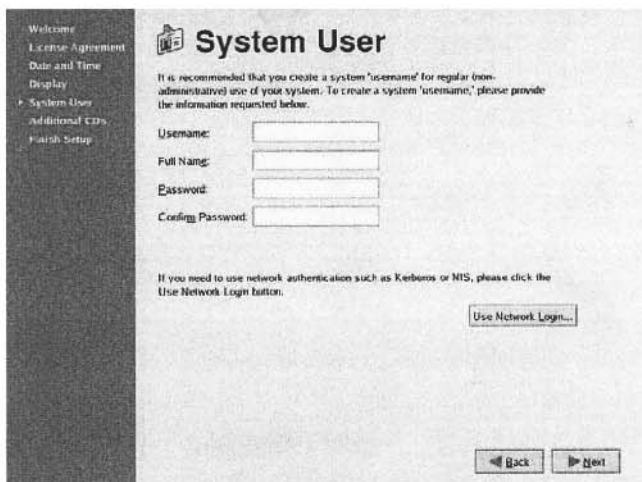 Welcome
License Agreement
Date and Time
Display
System User
Additional CDs
Finish Setup
System User
It is recommended that you create a system 'username' for regular (non-
administrative) use of your system. To create a system 'username,' please provide
the information requested below.
Username:
Full Name:
Password:
Confirm Password:
If you need to use network authentication such as Kerberos or NIS, please click the
Use Network Login button.
Use Network Login...
Back
Next